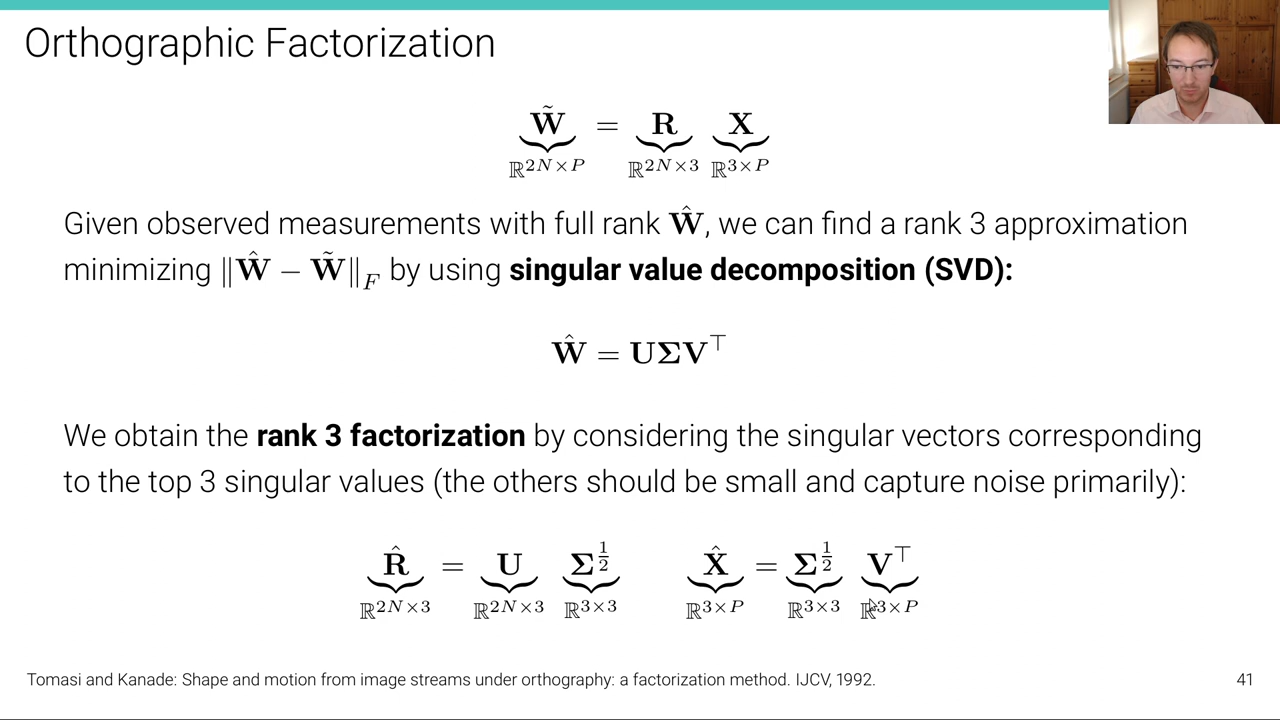 Orthographic Factorization
W̃ = R X
ℝ^{2N×P} ℝ^{2N×3} ℝ^{3×P}
Given observed measurements with full rank Ŵ, we can find a rank 3 approximation
minimizing ‖Ŵ − W̃‖_F by using singular value decomposition (SVD):
Ŵ = UΣV^⊤
We obtain the rank 3 factorization by considering the singular vectors corresponding
to the top 3 singular values (the others should be small and capture noise primarily):
R̂ = U Σ^{1/2} X̂ = Σ^{1/2} V^⊤
ℝ^{2N×3} ℝ^{2N×3} ℝ^{3×3} ℝ^{3×P} ℝ^{3×3} ℝ^{3×P}
Tomasi and Kanade: Shape and motion from image streams under orthography: a factorization method. IJCV, 1992. 41